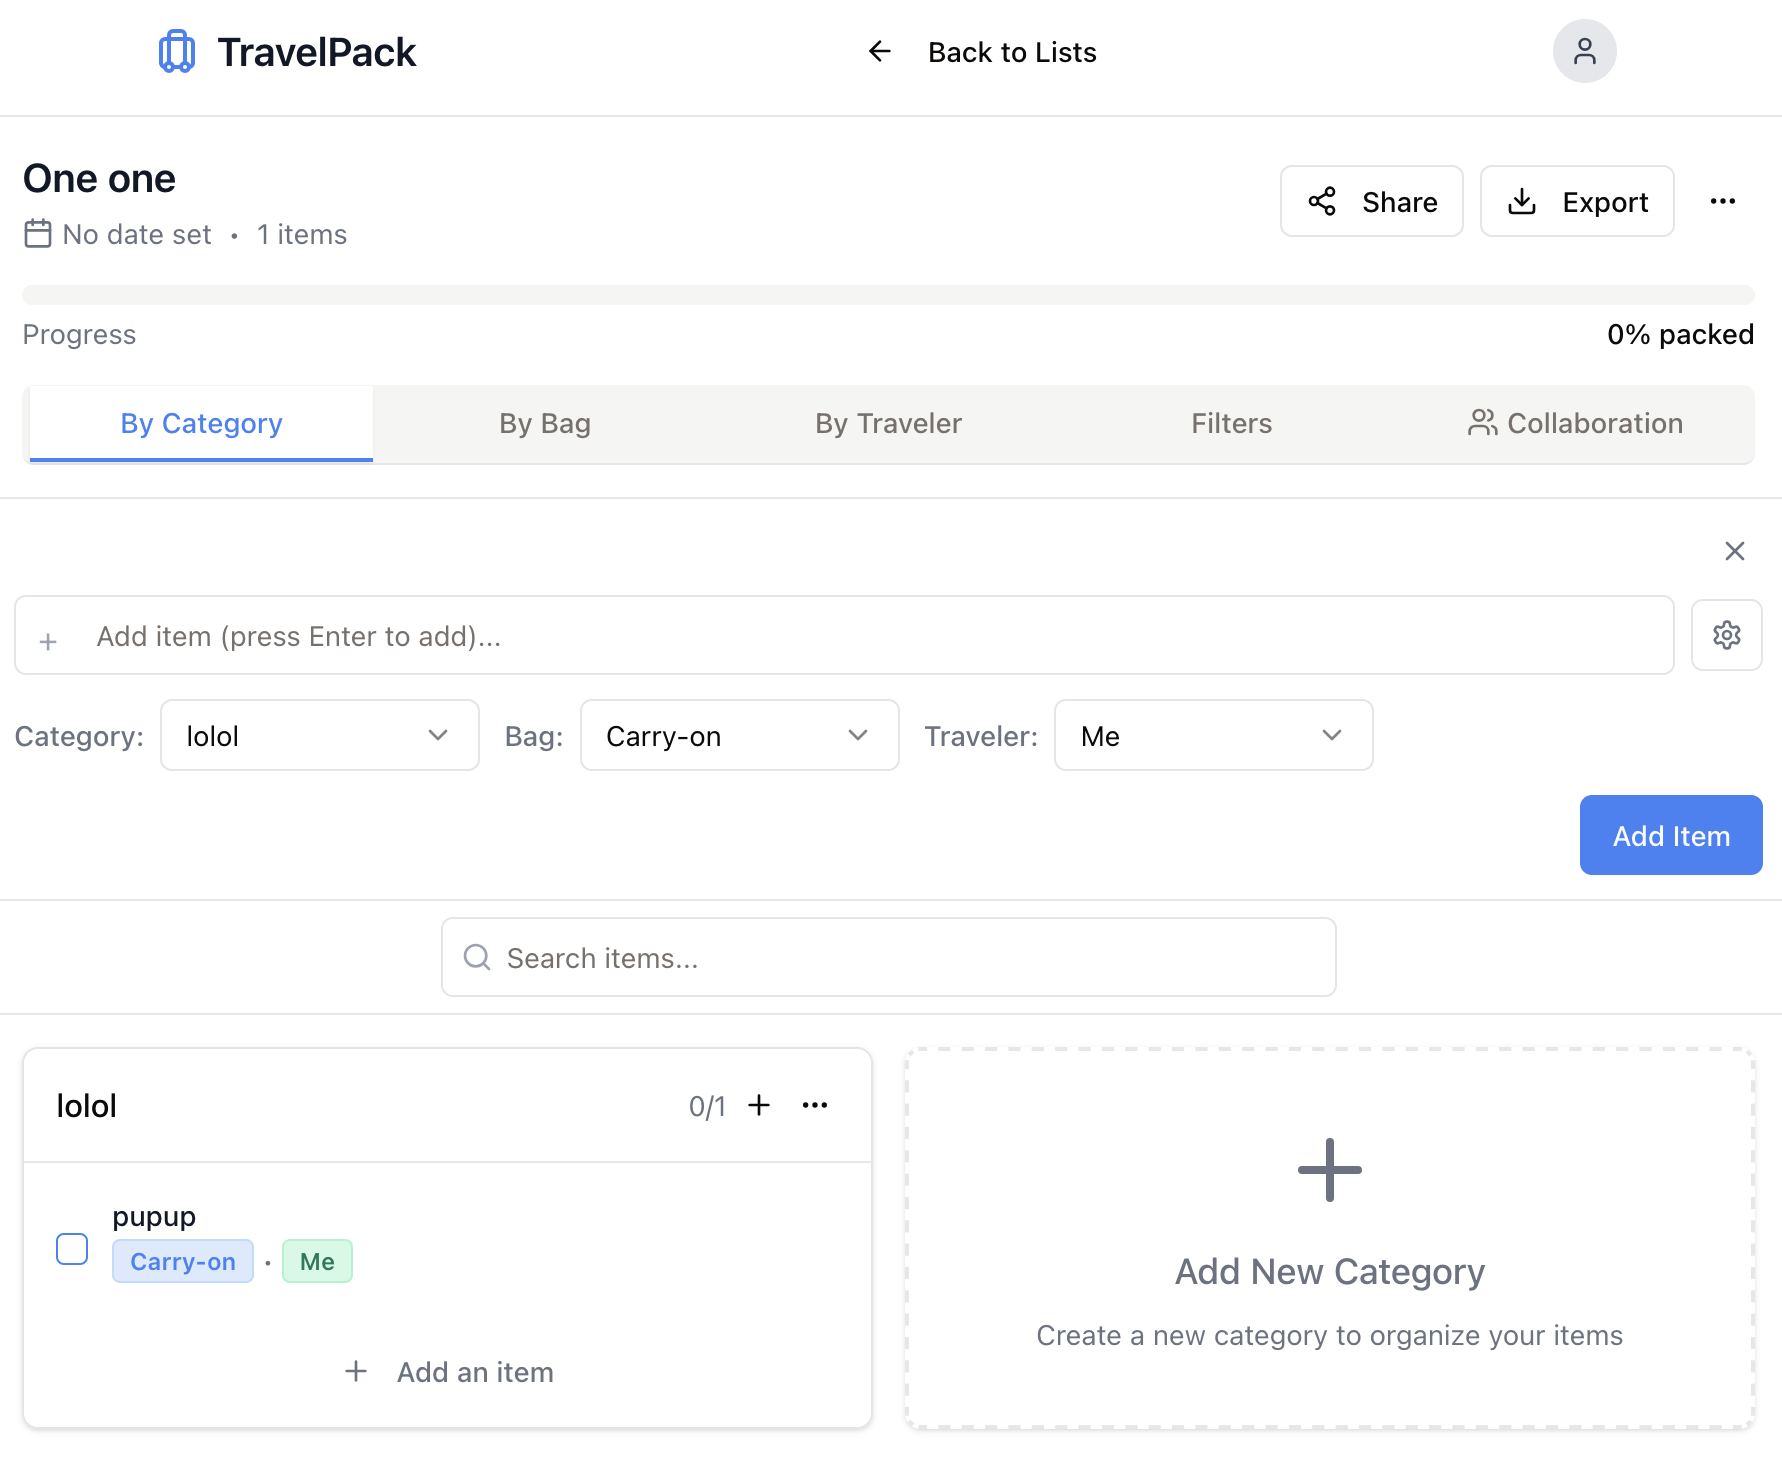 TravelPack
Back to Lists
One one
Share
Export
No date set • 1 items
Progress
0% packed
By Category
By Bag
By Traveler
Filters
Collaboration
Add item (press Enter to add)...
Category:
lolol
Bag:
Carry-on
Traveler:
Me
Add Item
Search items...
lolol
0/1
pupup
Carry-on · Me
Add an item
Add New Category
Create a new category to organize your items